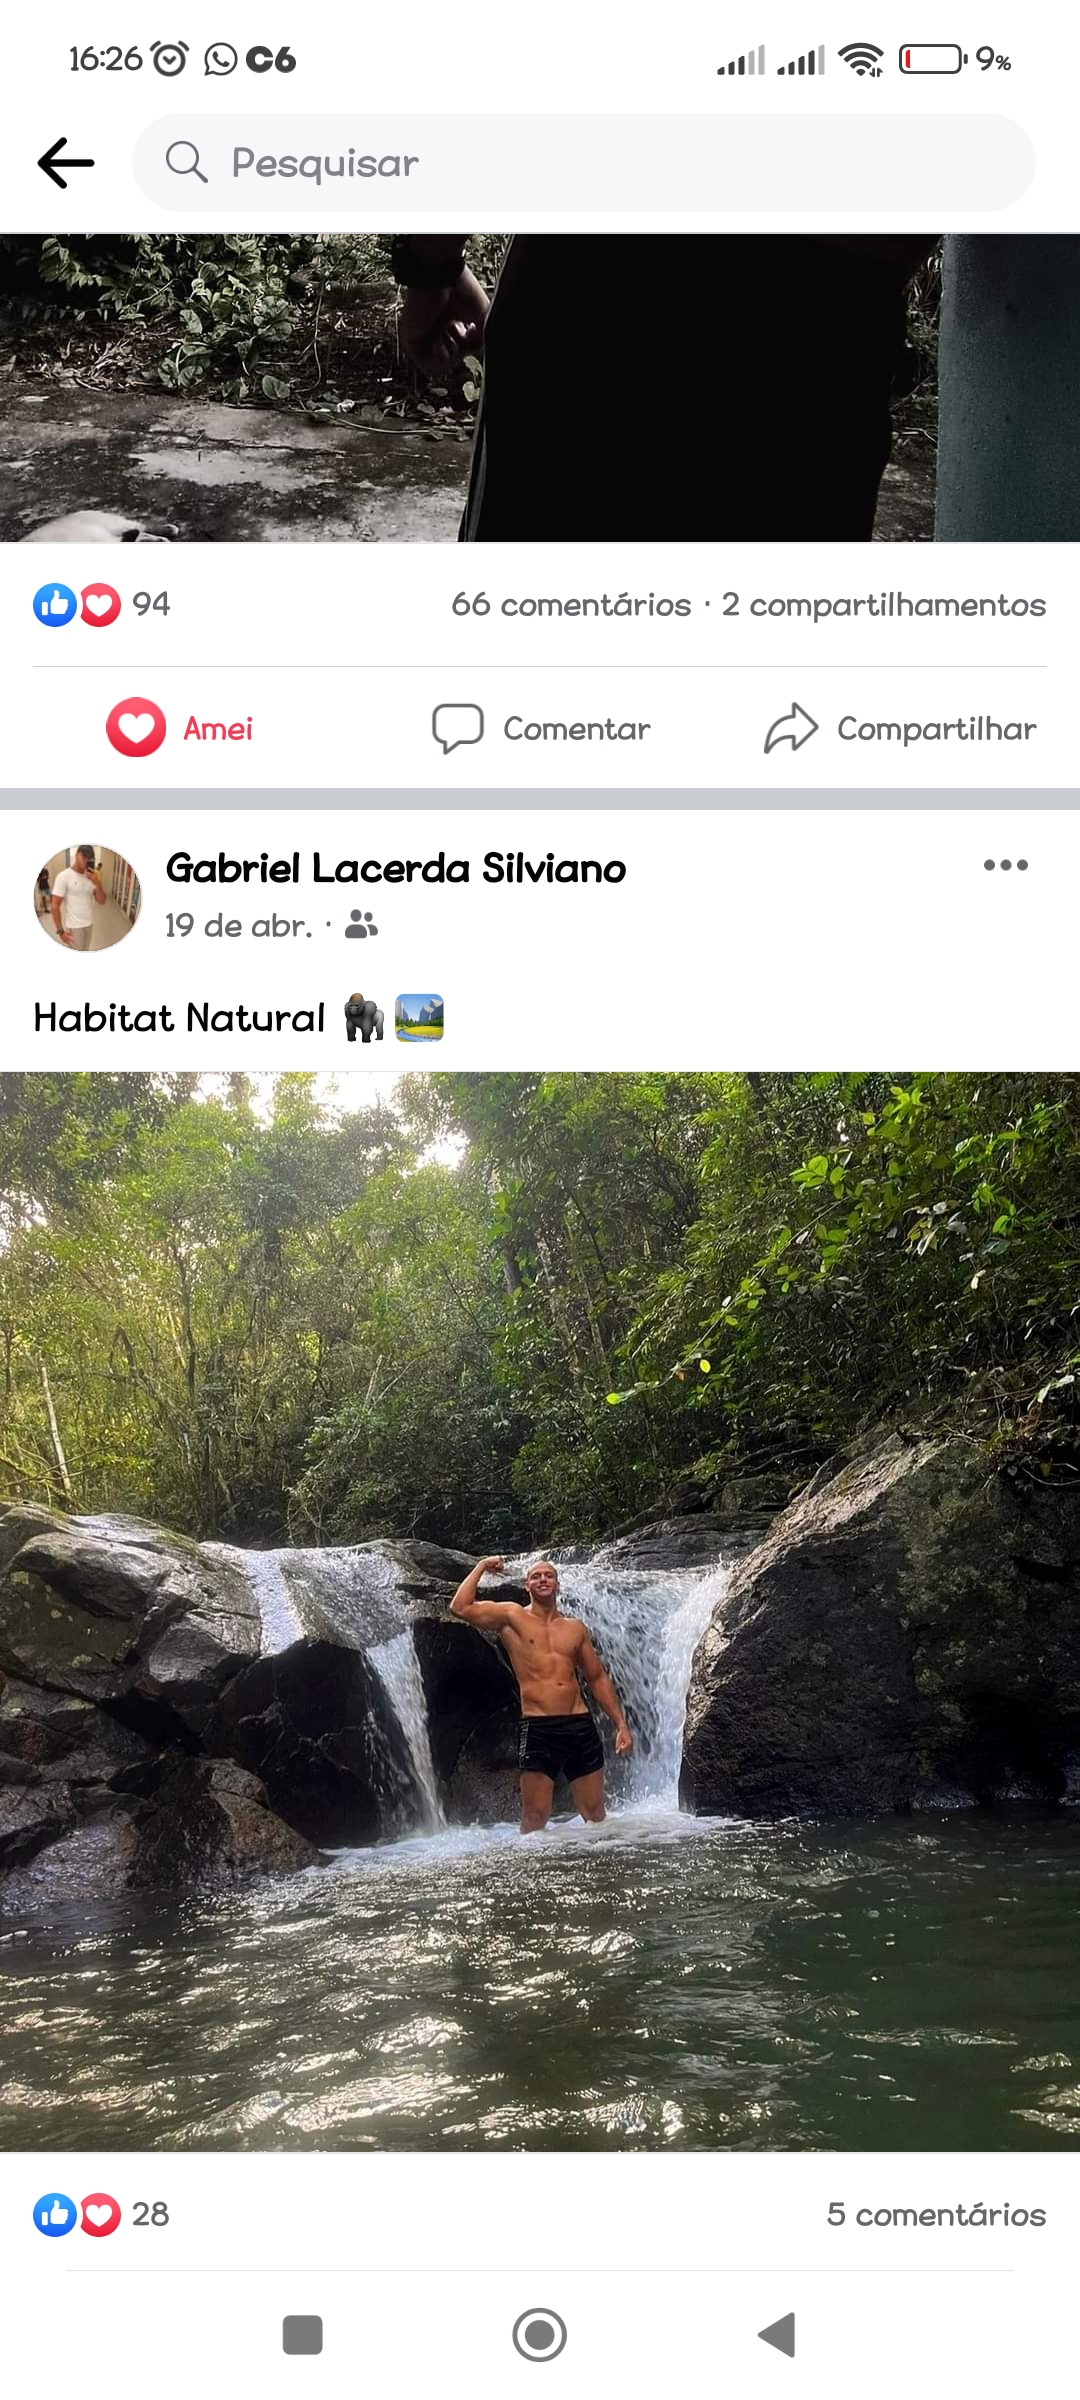 16:26 C6 9%
Pesquisar
94 66 comentários · 2 compartilhamentos
Amei Comentar Compartilhar
Gabriel Lacerda Silviano
19 de abr. ·
Habitat Natural 🦍🏞️
28 5 comentários